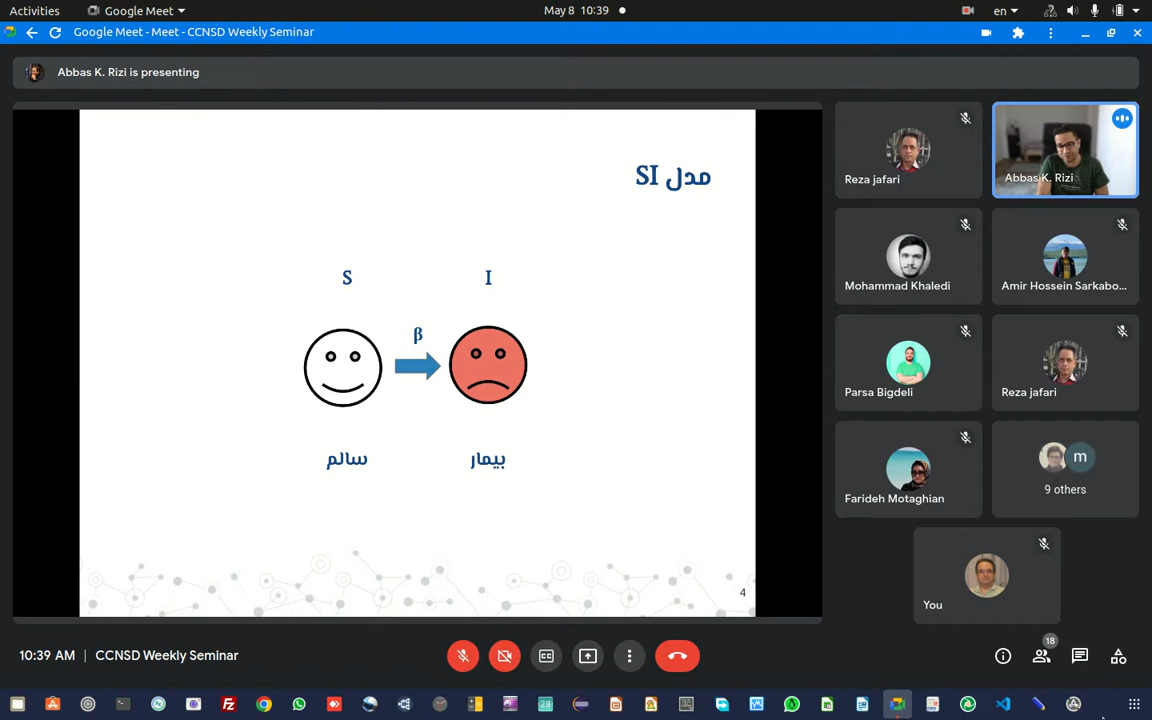 Activities
Google Meet
May 8 10:39
en
Google Meet - Meet - CCNSD Weekly Seminar
Abbas K. Rizi is presenting
مدل SI
S
I
β
سالم
بیمار
4
Reza jafari
Abbas K. Rizi
Mohammad Khaledi
Amir Hossein Sarkabo...
Parsa Bigdeli
Reza jafari
Farideh Motaghian
m
9 others
You
10:39 AM
CCNSD Weekly Seminar
18